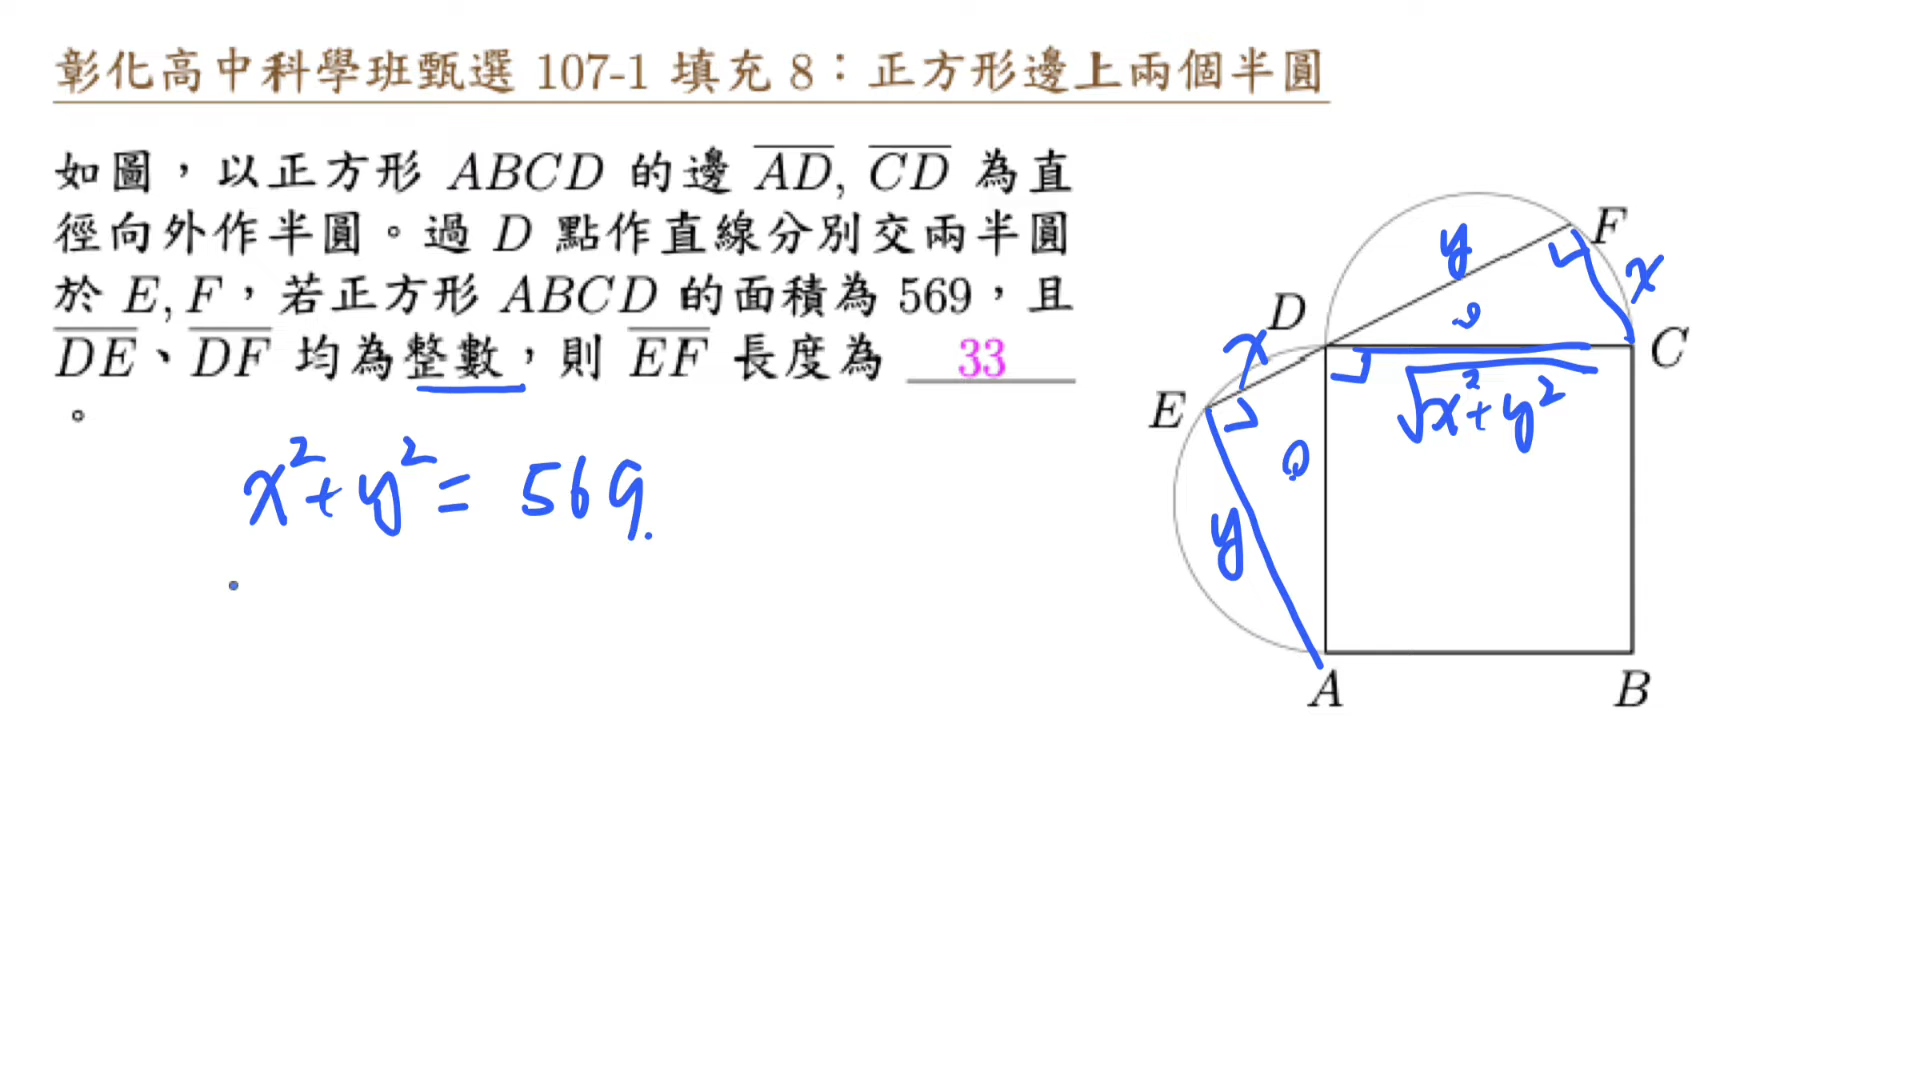 彰化高中科學班甄選 107-1 填充 8：正方形邊上兩個半圓
如圖，以正方形 ABCD 的邊 AD, CD 為直
徑向外作半圓。過 D 點作直線分別交兩半圓
於 E, F，若正方形 ABCD 的面積為 569，且
DE、DF 均為整數，則 EF 長度為 33
。
x²+y²= 569.
F
y
x
D
x
C
E
√x²+y²
y
A
B